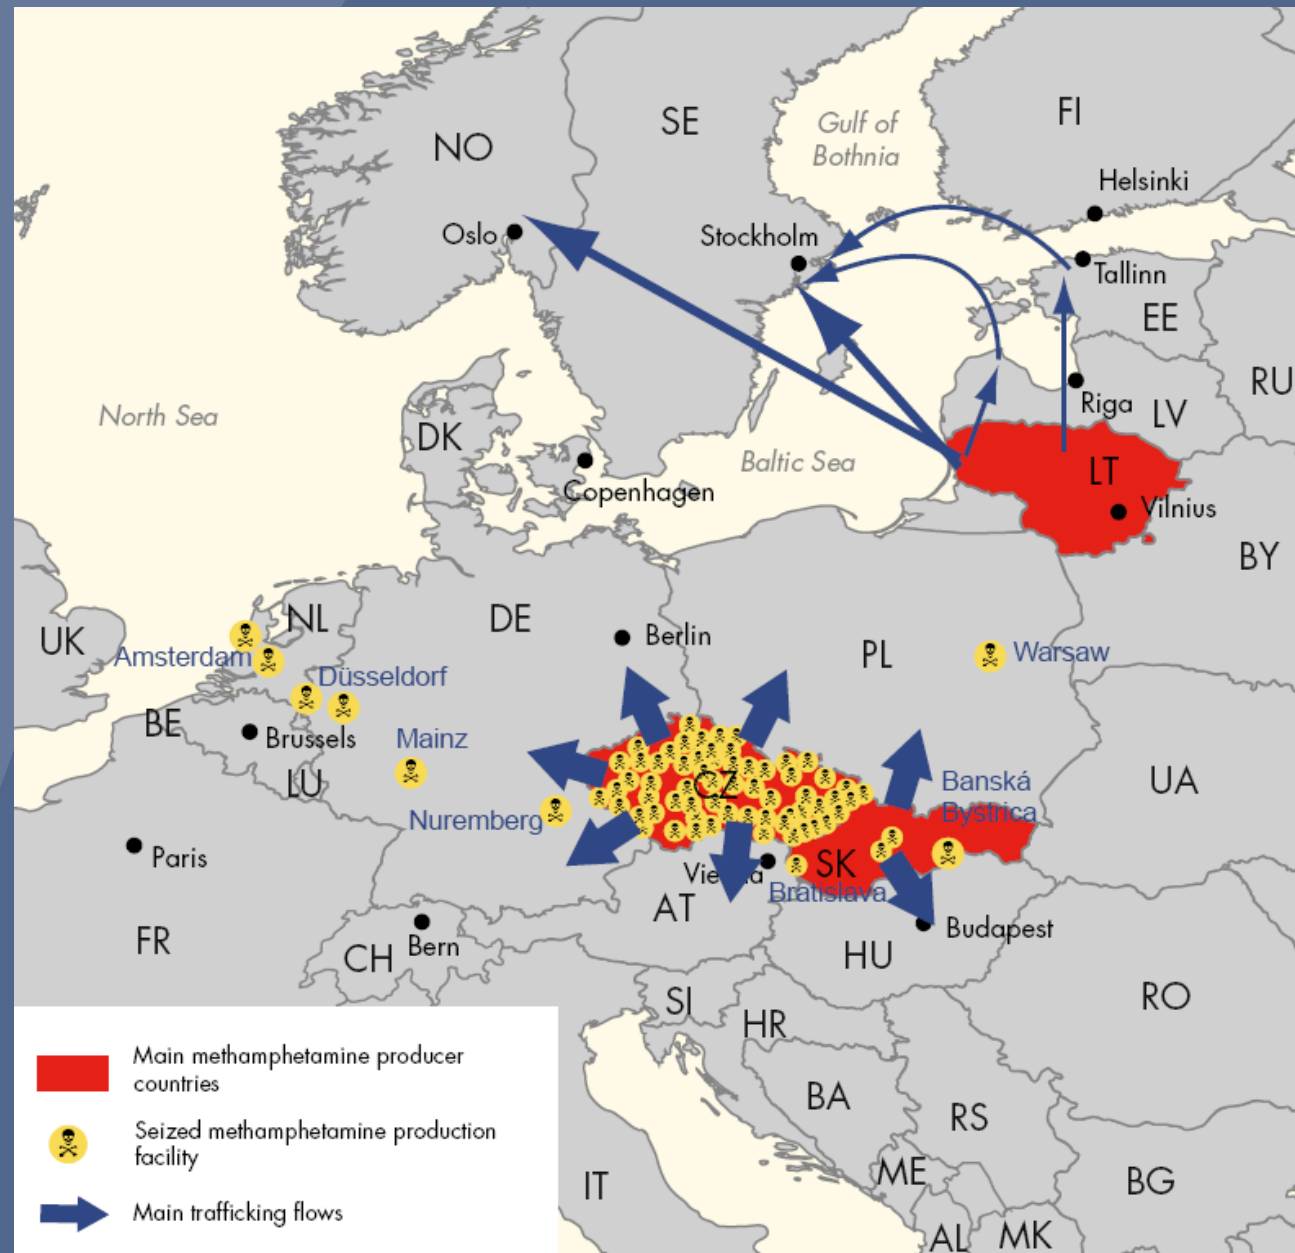 NO
SE
FI
Gulf of
Bothnia
Helsinki
Oslo
Stockholm
Tallinn
EE
RU
North Sea
DK
Riga
LV
Baltic Sea
LT
Copenhagen
Vilnius
BY
NL
DE
UK
Berlin
Amsterdam
PL
Warsaw
Düsseldorf
BE
Brussels
Mainz
LU
CZ
Banská
Bystrica
UA
Nuremberg
Paris
Vienna
SK
Bratislava
AT
Bern
Budapest
FR
CH
HU
SI
HR
RO
BA
RS
IT
ME
BG
AL
MK
Main methamphetamine producer
countries
Seized methamphetamine production
facility
Main trafficking flows